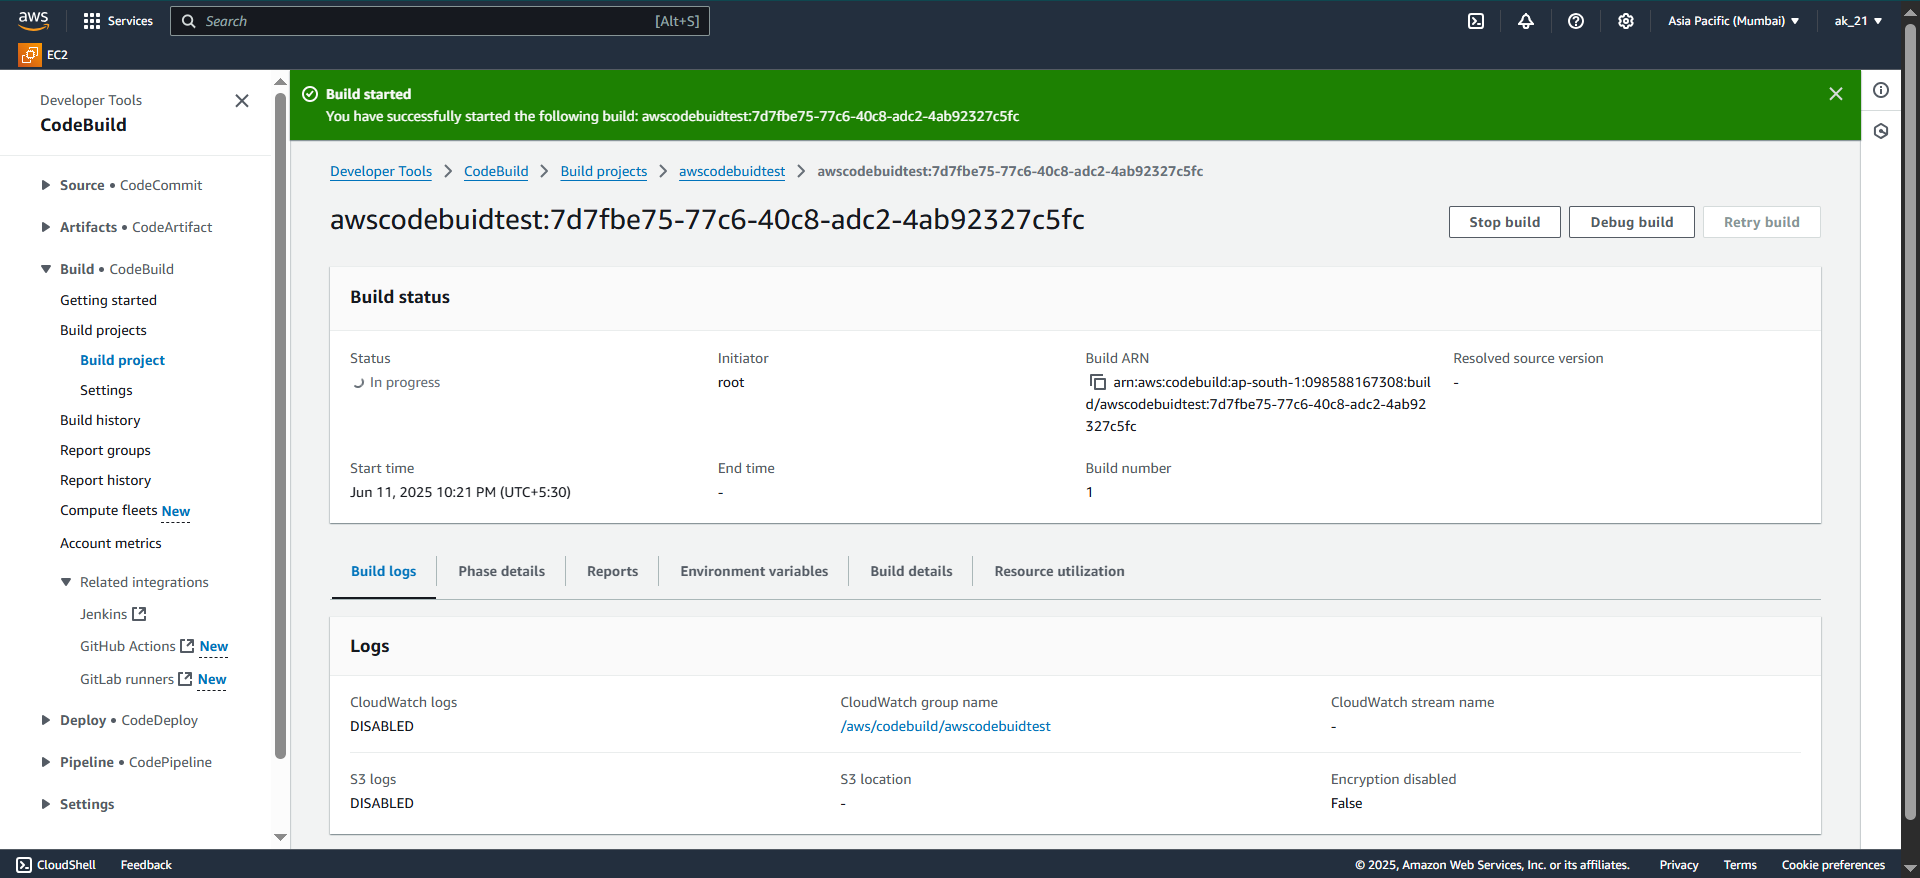 aws
Services
Search [Alt+S]
Asia Pacific (Mumbai)
ak_21
EC2
Developer Tools
CodeBuild
Source • CodeCommit
Artifacts • CodeArtifact
Build • CodeBuild
Getting started
Build projects
Build project
Settings
Build history
Report groups
Report history
Compute fleets New
Account metrics
Related integrations
Jenkins
GitHub Actions New
GitLab runners New
Deploy • CodeDeploy
Pipeline • CodePipeline
Settings
Build started
You have successfully started the following build: awscodebuidtest:7d7fbe75-77c6-40c8-adc2-4ab92327c5fc
Developer Tools > CodeBuild > Build projects > awscodebuidtest > awscodebuidtest:7d7fbe75-77c6-40c8-adc2-4ab92327c5fc
awscodebuidtest:7d7fbe75-77c6-40c8-adc2-4ab92327c5fc
Stop build
Debug build
Retry build
Build status
Status
In progress
Initiator
root
Build ARN
arn:aws:codebuild:ap-south-1:098588167308:buil
d/awscodebuidtest:7d7fbe75-77c6-40c8-adc2-4ab92
327c5fc
Resolved source version
-
Start time
Jun 11, 2025 10:21 PM (UTC+5:30)
End time
-
Build number
1
Build logs
Phase details
Reports
Environment variables
Build details
Resource utilization
Logs
CloudWatch logs
DISABLED
CloudWatch group name
/aws/codebuild/awscodebuidtest
CloudWatch stream name
-
S3 logs
DISABLED
S3 location
-
Encryption disabled
False
CloudShell
Feedback
© 2025, Amazon Web Services, Inc. or its affiliates.
Privacy
Terms
Cookie preferences